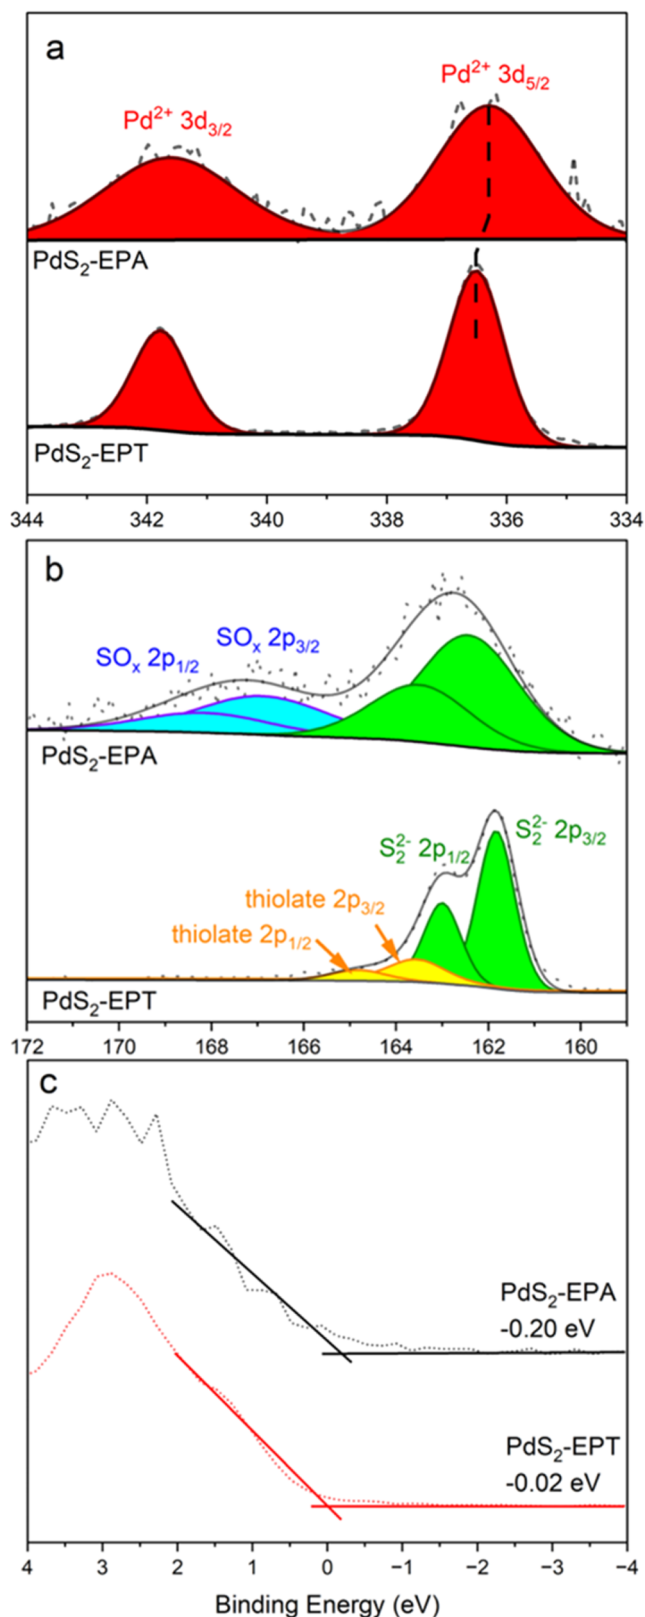 a
Pd²⁺ 3d₃/₂
Pd²⁺ 3d₅/₂
PdS₂-EPA
PdS₂-EPT
344 342 340 338 336 334
b
SOₓ 2p₁/₂
SOₓ 2p₃/₂
PdS₂-EPA
S₂²⁻ 2p₁/₂
S₂²⁻ 2p₃/₂
thiolate 2p₃/₂
thiolate 2p₁/₂
PdS₂-EPT
172 170 168 166 164 162 160
c
PdS₂-EPA
-0.20 eV
PdS₂-EPT
-0.02 eV
4 3 2 1 0 −1 −2 −3 −4
Binding Energy (eV)